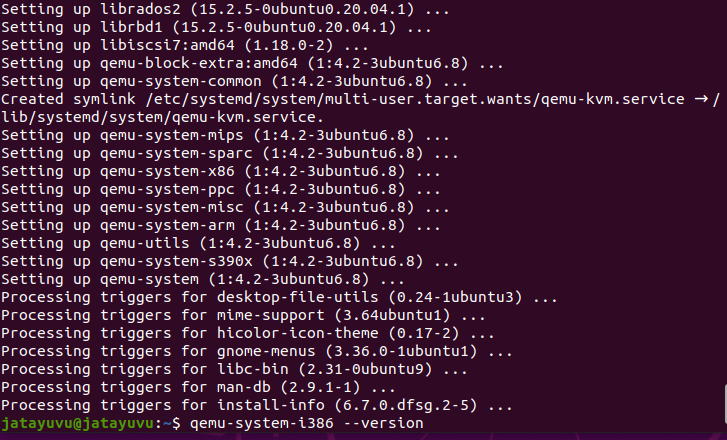 Setting up librados2 (15.2.5-0ubuntu0.20.04.1) ...
Setting up librbd1 (15.2.5-0ubuntu0.20.04.1) ...
Setting up libiscsi7:amd64 (1.18.0-2) ...
Setting up qemu-block-extra:amd64 (1:4.2-3ubuntu6.8) ...
Setting up qemu-system-common (1:4.2-3ubuntu6.8) ...
Created symlink /etc/systemd/system/multi-user.target.wants/qemu-kvm.service → /
lib/systemd/system/qemu-kvm.service.
Setting up qemu-system-mips (1:4.2-3ubuntu6.8) ...
Setting up qemu-system-sparc (1:4.2-3ubuntu6.8) ...
Setting up qemu-system-x86 (1:4.2-3ubuntu6.8) ...
Setting up qemu-system-ppc (1:4.2-3ubuntu6.8) ...
Setting up qemu-system-misc (1:4.2-3ubuntu6.8) ...
Setting up qemu-system-arm (1:4.2-3ubuntu6.8) ...
Setting up qemu-utils (1:4.2-3ubuntu6.8) ...
Setting up qemu-system-s390x (1:4.2-3ubuntu6.8) ...
Setting up qemu-system (1:4.2-3ubuntu6.8) ...
Processing triggers for desktop-file-utils (0.24-1ubuntu3) ...
Processing triggers for mime-support (3.64ubuntu1) ...
Processing triggers for hicolor-icon-theme (0.17-2) ...
Processing triggers for gnome-menus (3.36.0-1ubuntu1) ...
Processing triggers for libc-bin (2.31-0ubuntu9) ...
Processing triggers for man-db (2.9.1-1) ...
Processing triggers for install-info (6.7.0.dfsg.2-5) ...
jatayuvu@jatayuvu:~$ qemu-system-i386 --version